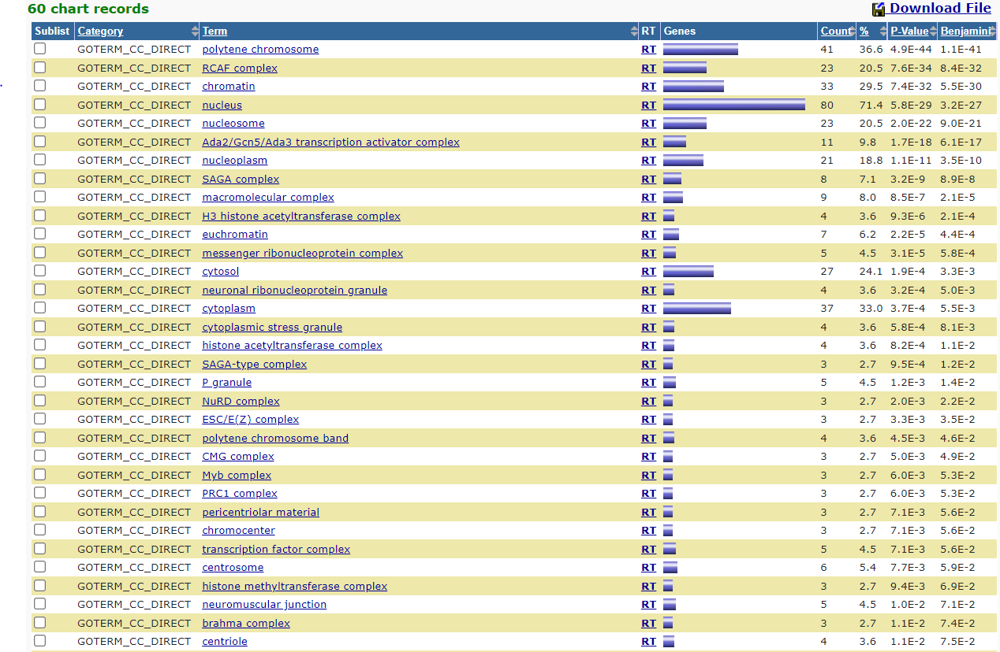 60 chart records Download File
Sublist Category Term RT Genes Count % P-Value Benjamini
GOTERM_CC_DIRECT polytene chromosome RT 41 36.6 4.9E-44 1.1E-41
GOTERM_CC_DIRECT RCAF complex RT 23 20.5 7.6E-34 8.4E-32
GOTERM_CC_DIRECT chromatin RT 33 29.5 7.4E-32 5.5E-30
GOTERM_CC_DIRECT nucleus RT 80 71.4 5.8E-29 3.2E-27
GOTERM_CC_DIRECT nucleosome RT 23 20.5 2.0E-22 9.0E-21
GOTERM_CC_DIRECT Ada2/Gcn5/Ada3 transcription activator complex RT 11 9.8 1.7E-18 6.1E-17
GOTERM_CC_DIRECT nucleoplasm RT 21 18.8 1.1E-11 3.5E-10
GOTERM_CC_DIRECT SAGA complex RT 8 7.1 3.2E-9 8.9E-8
GOTERM_CC_DIRECT macromolecular complex RT 9 8.0 8.5E-7 2.1E-5
GOTERM_CC_DIRECT H3 histone acetyltransferase complex RT 4 3.6 9.3E-6 2.1E-4
GOTERM_CC_DIRECT euchromatin RT 7 6.2 2.2E-5 4.4E-4
GOTERM_CC_DIRECT messenger ribonucleoprotein complex RT 5 4.5 3.1E-5 5.8E-4
GOTERM_CC_DIRECT cytosol RT 27 24.1 1.9E-4 3.3E-3
GOTERM_CC_DIRECT neuronal ribonucleoprotein granule RT 4 3.6 3.2E-4 5.0E-3
GOTERM_CC_DIRECT cytoplasm RT 37 33.0 3.7E-4 5.5E-3
GOTERM_CC_DIRECT cytoplasmic stress granule RT 4 3.6 5.8E-4 8.1E-3
GOTERM_CC_DIRECT histone acetyltransferase complex RT 4 3.6 8.2E-4 1.1E-2
GOTERM_CC_DIRECT SAGA-type complex RT 3 2.7 9.5E-4 1.2E-2
GOTERM_CC_DIRECT P granule RT 5 4.5 1.2E-3 1.4E-2
GOTERM_CC_DIRECT NuRD complex RT 3 2.7 2.0E-3 2.2E-2
GOTERM_CC_DIRECT ESC/E(Z) complex RT 3 2.7 3.3E-3 3.5E-2
GOTERM_CC_DIRECT polytene chromosome band RT 4 3.6 4.5E-3 4.6E-2
GOTERM_CC_DIRECT CMG complex RT 3 2.7 5.0E-3 4.9E-2
GOTERM_CC_DIRECT Myb complex RT 3 2.7 6.0E-3 5.3E-2
GOTERM_CC_DIRECT PRC1 complex RT 3 2.7 6.0E-3 5.3E-2
GOTERM_CC_DIRECT pericentriolar material RT 3 2.7 7.1E-3 5.6E-2
GOTERM_CC_DIRECT chromocenter RT 3 2.7 7.1E-3 5.6E-2
GOTERM_CC_DIRECT transcription factor complex RT 5 4.5 7.1E-3 5.6E-2
GOTERM_CC_DIRECT centrosome RT 6 5.4 7.7E-3 5.9E-2
GOTERM_CC_DIRECT histone methyltransferase complex RT 3 2.7 9.4E-3 6.9E-2
GOTERM_CC_DIRECT neuromuscular junction RT 5 4.5 1.0E-2 7.1E-2
GOTERM_CC_DIRECT brahma complex RT 3 2.7 1.1E-2 7.4E-2
GOTERM_CC_DIRECT centriole RT 4 3.6 1.1E-2 7.5E-2